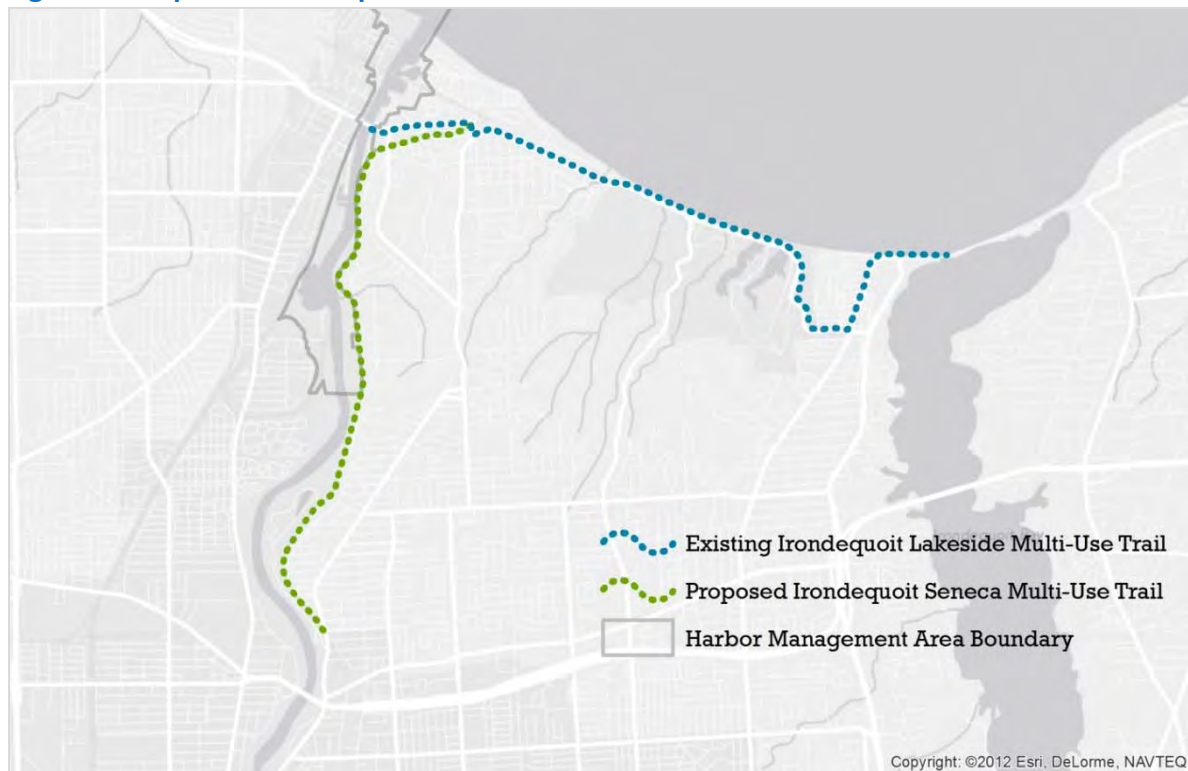 Existing Irondequoit Lakeside Multi-Use Trail
Proposed Irondequoit Seneca Multi-Use Trail
Harbor Management Area Boundary
Copyright: ©2012 Esri, DeLorme, NAVTEQ